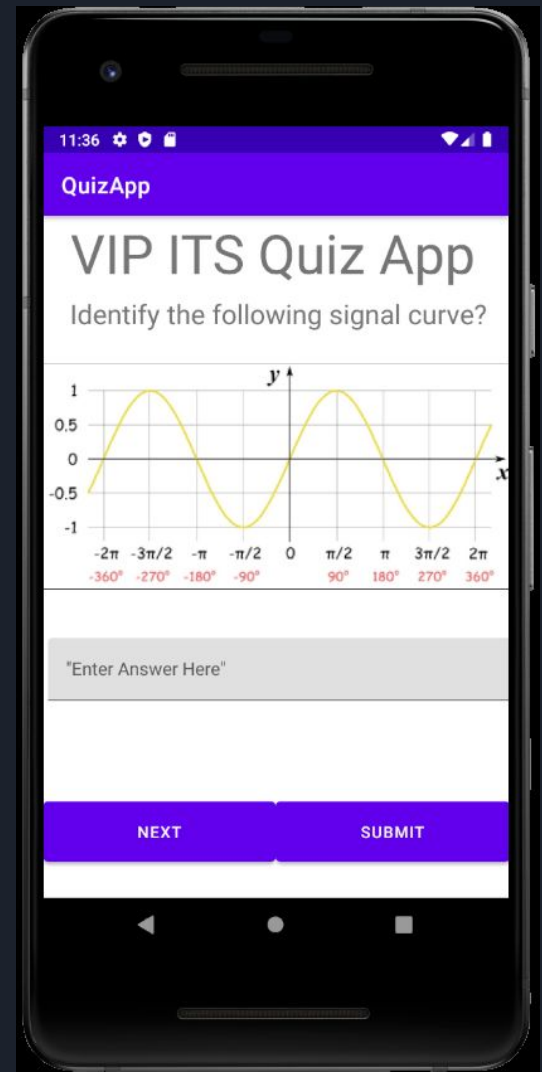 11:36
QuizApp
VIP ITS Quiz App
Identify the following signal curve?
y
1
0.5
0
x
-0.5
-1
-2π -3π/2 -π -π/2 0 π/2 π 3π/2 2π
-360° -270° -180° -90° 90° 180° 270° 360°
"Enter Answer Here"
NEXT SUBMIT